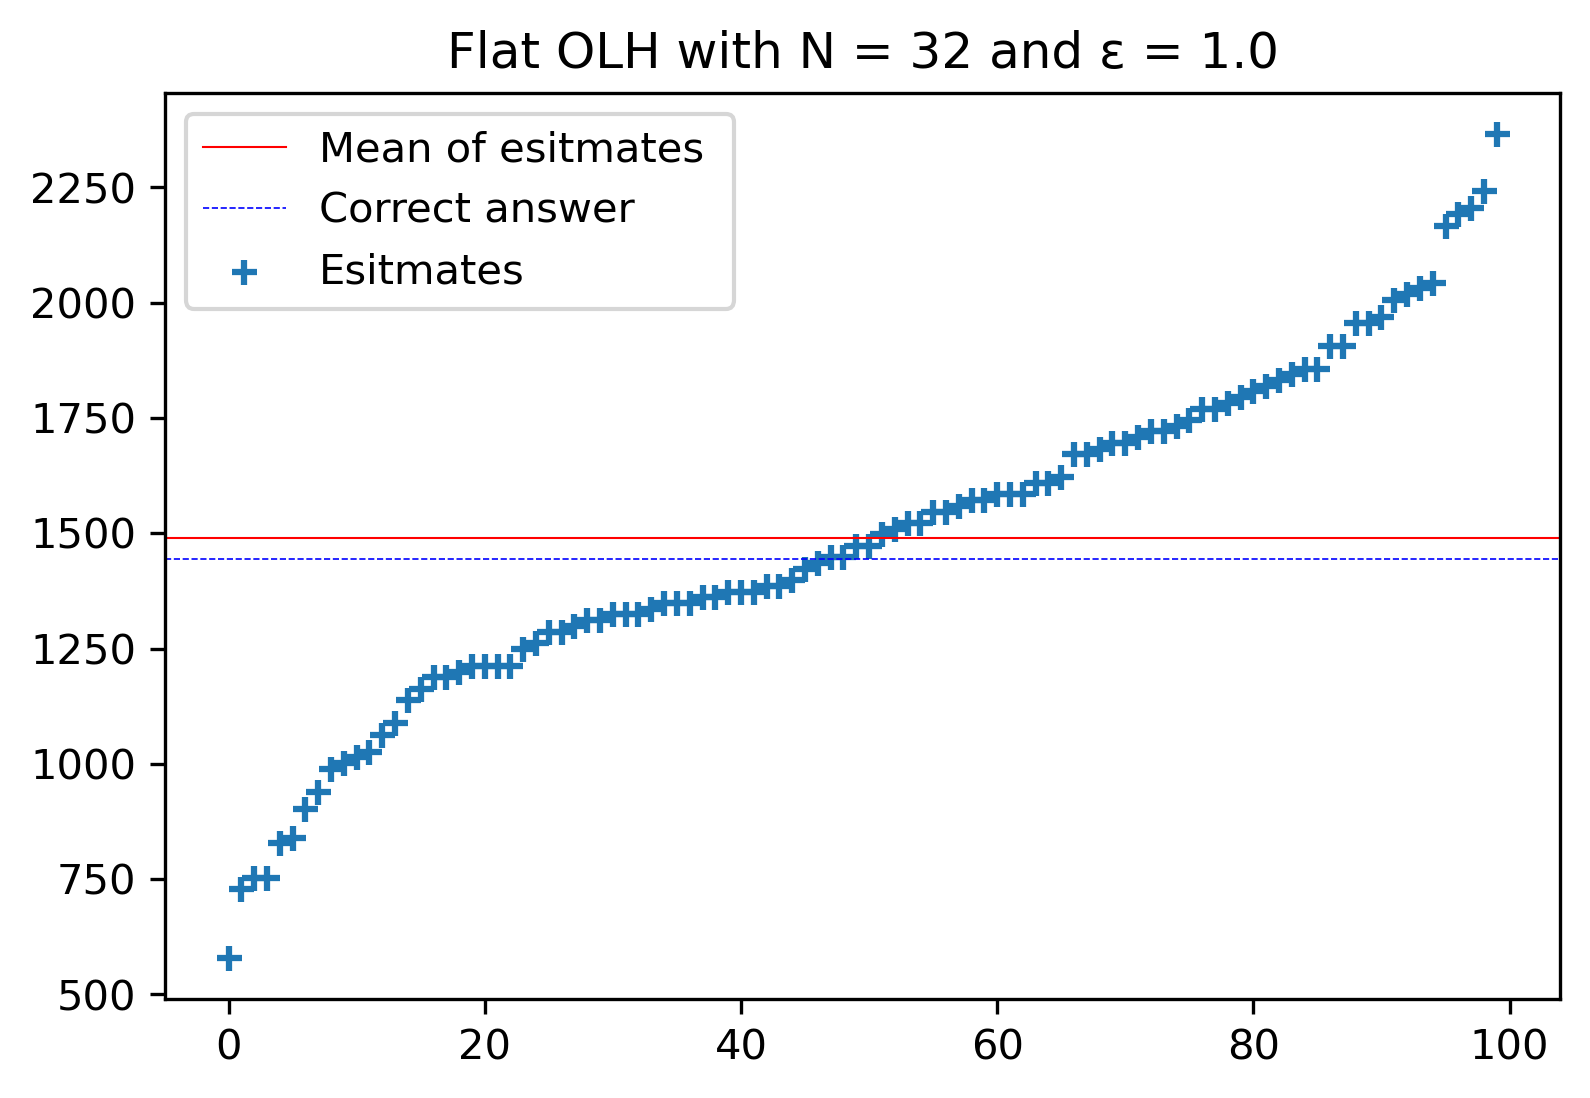 Flat OLH with N = 32 and ε = 1.0
Mean of esitmates
Correct answer
Esitmates
2250
2000
1750
1500
1250
1000
750
500
0 20 40 60 80 100